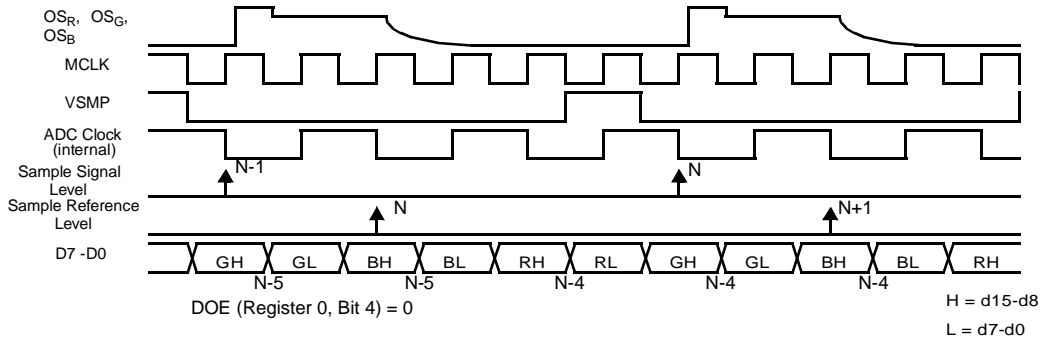 OSR, OSG,
OSB
MCLK
VSMP
ADC Clock
(internal)
Sample Signal
Level
N-1
N
Sample Reference
Level
N
N+1
D7 -D0
GH GL BH BL RH RL GH GL BH BL RH
N-5 N-5 N-4 N-4 N-4
DOE (Register 0, Bit 4) = 0
H = d15-d8
L = d7-d0